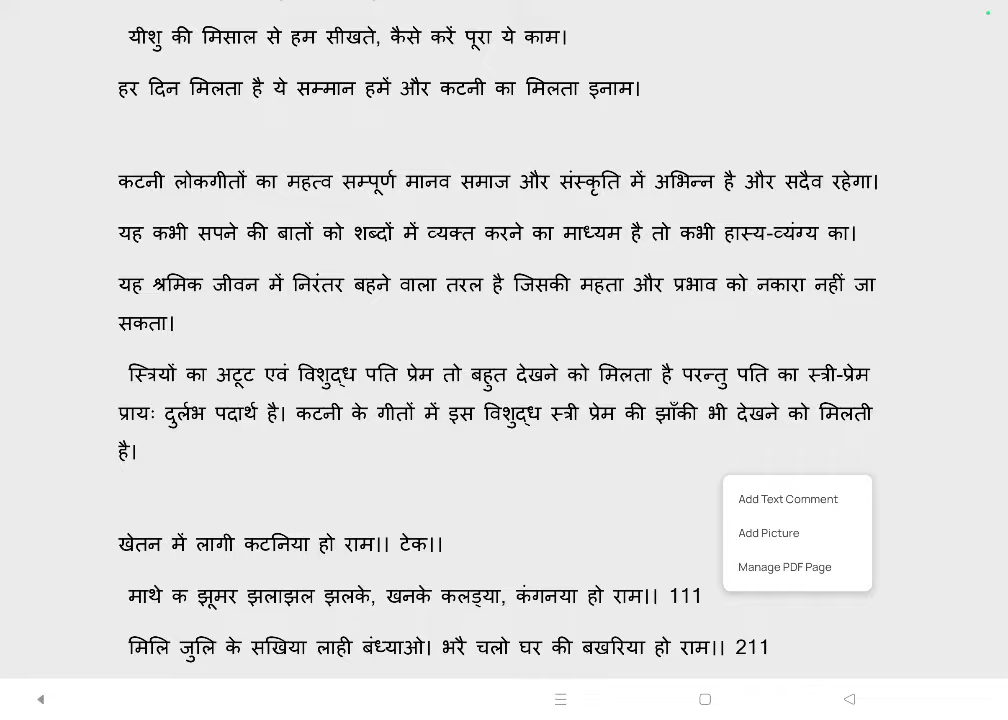 यीशु की मिसाल से हम सीखते, कैसे करें पूरा ये काम।
हर दिन मिलता है ये सम्मान हमें और कटनी का मिलता इनाम।
कटनी लोकगीतों का महत्व सम्पूर्ण मानव समाज और संस्कृति में अभिन्न है और सदैव रहेगा।
यह कभी सपने की बातों को शब्दों में व्यक्त करने का माध्यम है तो कभी हास्य-व्यंग्य का।
यह श्रमिक जीवन में निरंतर बहने वाला तरल है जिसकी महता और प्रभाव को नकारा नहीं जा
सकता।
स्त्रियों का अटूट एवं विशुद्ध पति प्रेम तो बहुत देखने को मिलता है परन्तु पति का स्त्री-प्रेम
प्रायः दुर्लभ पदार्थ है। कटनी के गीतों में इस विशुद्ध स्त्री प्रेम की झाँकी भी देखने को मिलती
है।
Add Text Comment
Add Picture
Manage PDF Page
खेतन में लागी कटनिया हो राम।। टेक।।
माथे क झूमर झलाझल झलके, खनके कलइ्या, कंगनया हो राम।। 111
मिलि जुलि के सखिया लाही बंध्याओ। भरै चलो घर की बखरिया हो राम।। 211